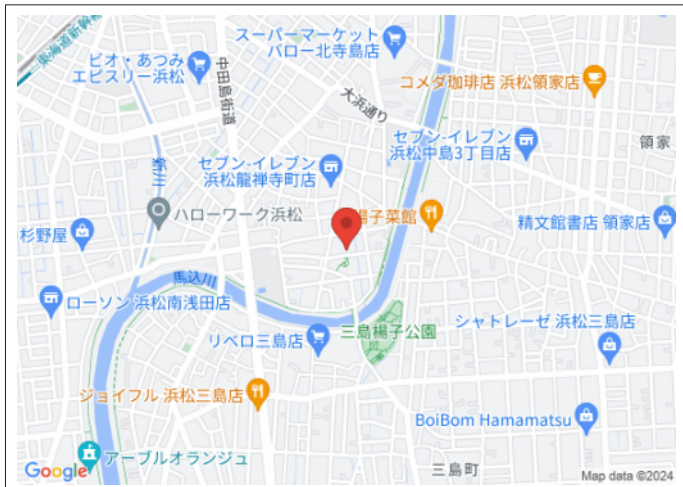 東海道新幹線
ビオ・あつみ
エピスリー浜松
中田島街道
スーパーマーケット
バロー北寺島店
コメダ珈琲店 浜松領家店
大浜通り
新川
セブン-イレブン
浜松龍禅寺町店
セブン-イレブン
浜松中島3丁目店
領家
ハローワーク浜松
杉野屋
揚子菜館
精文館書店 領家店
馬込川
ローソン 浜松南浅田店
リベロ三島店
三島楊子公園
シャトレーゼ 浜松三島店
ジョイフル 浜松三島店
BoiBom Hamamatsu
アーブルオランジュ
三島町
Google
Map data ©2024